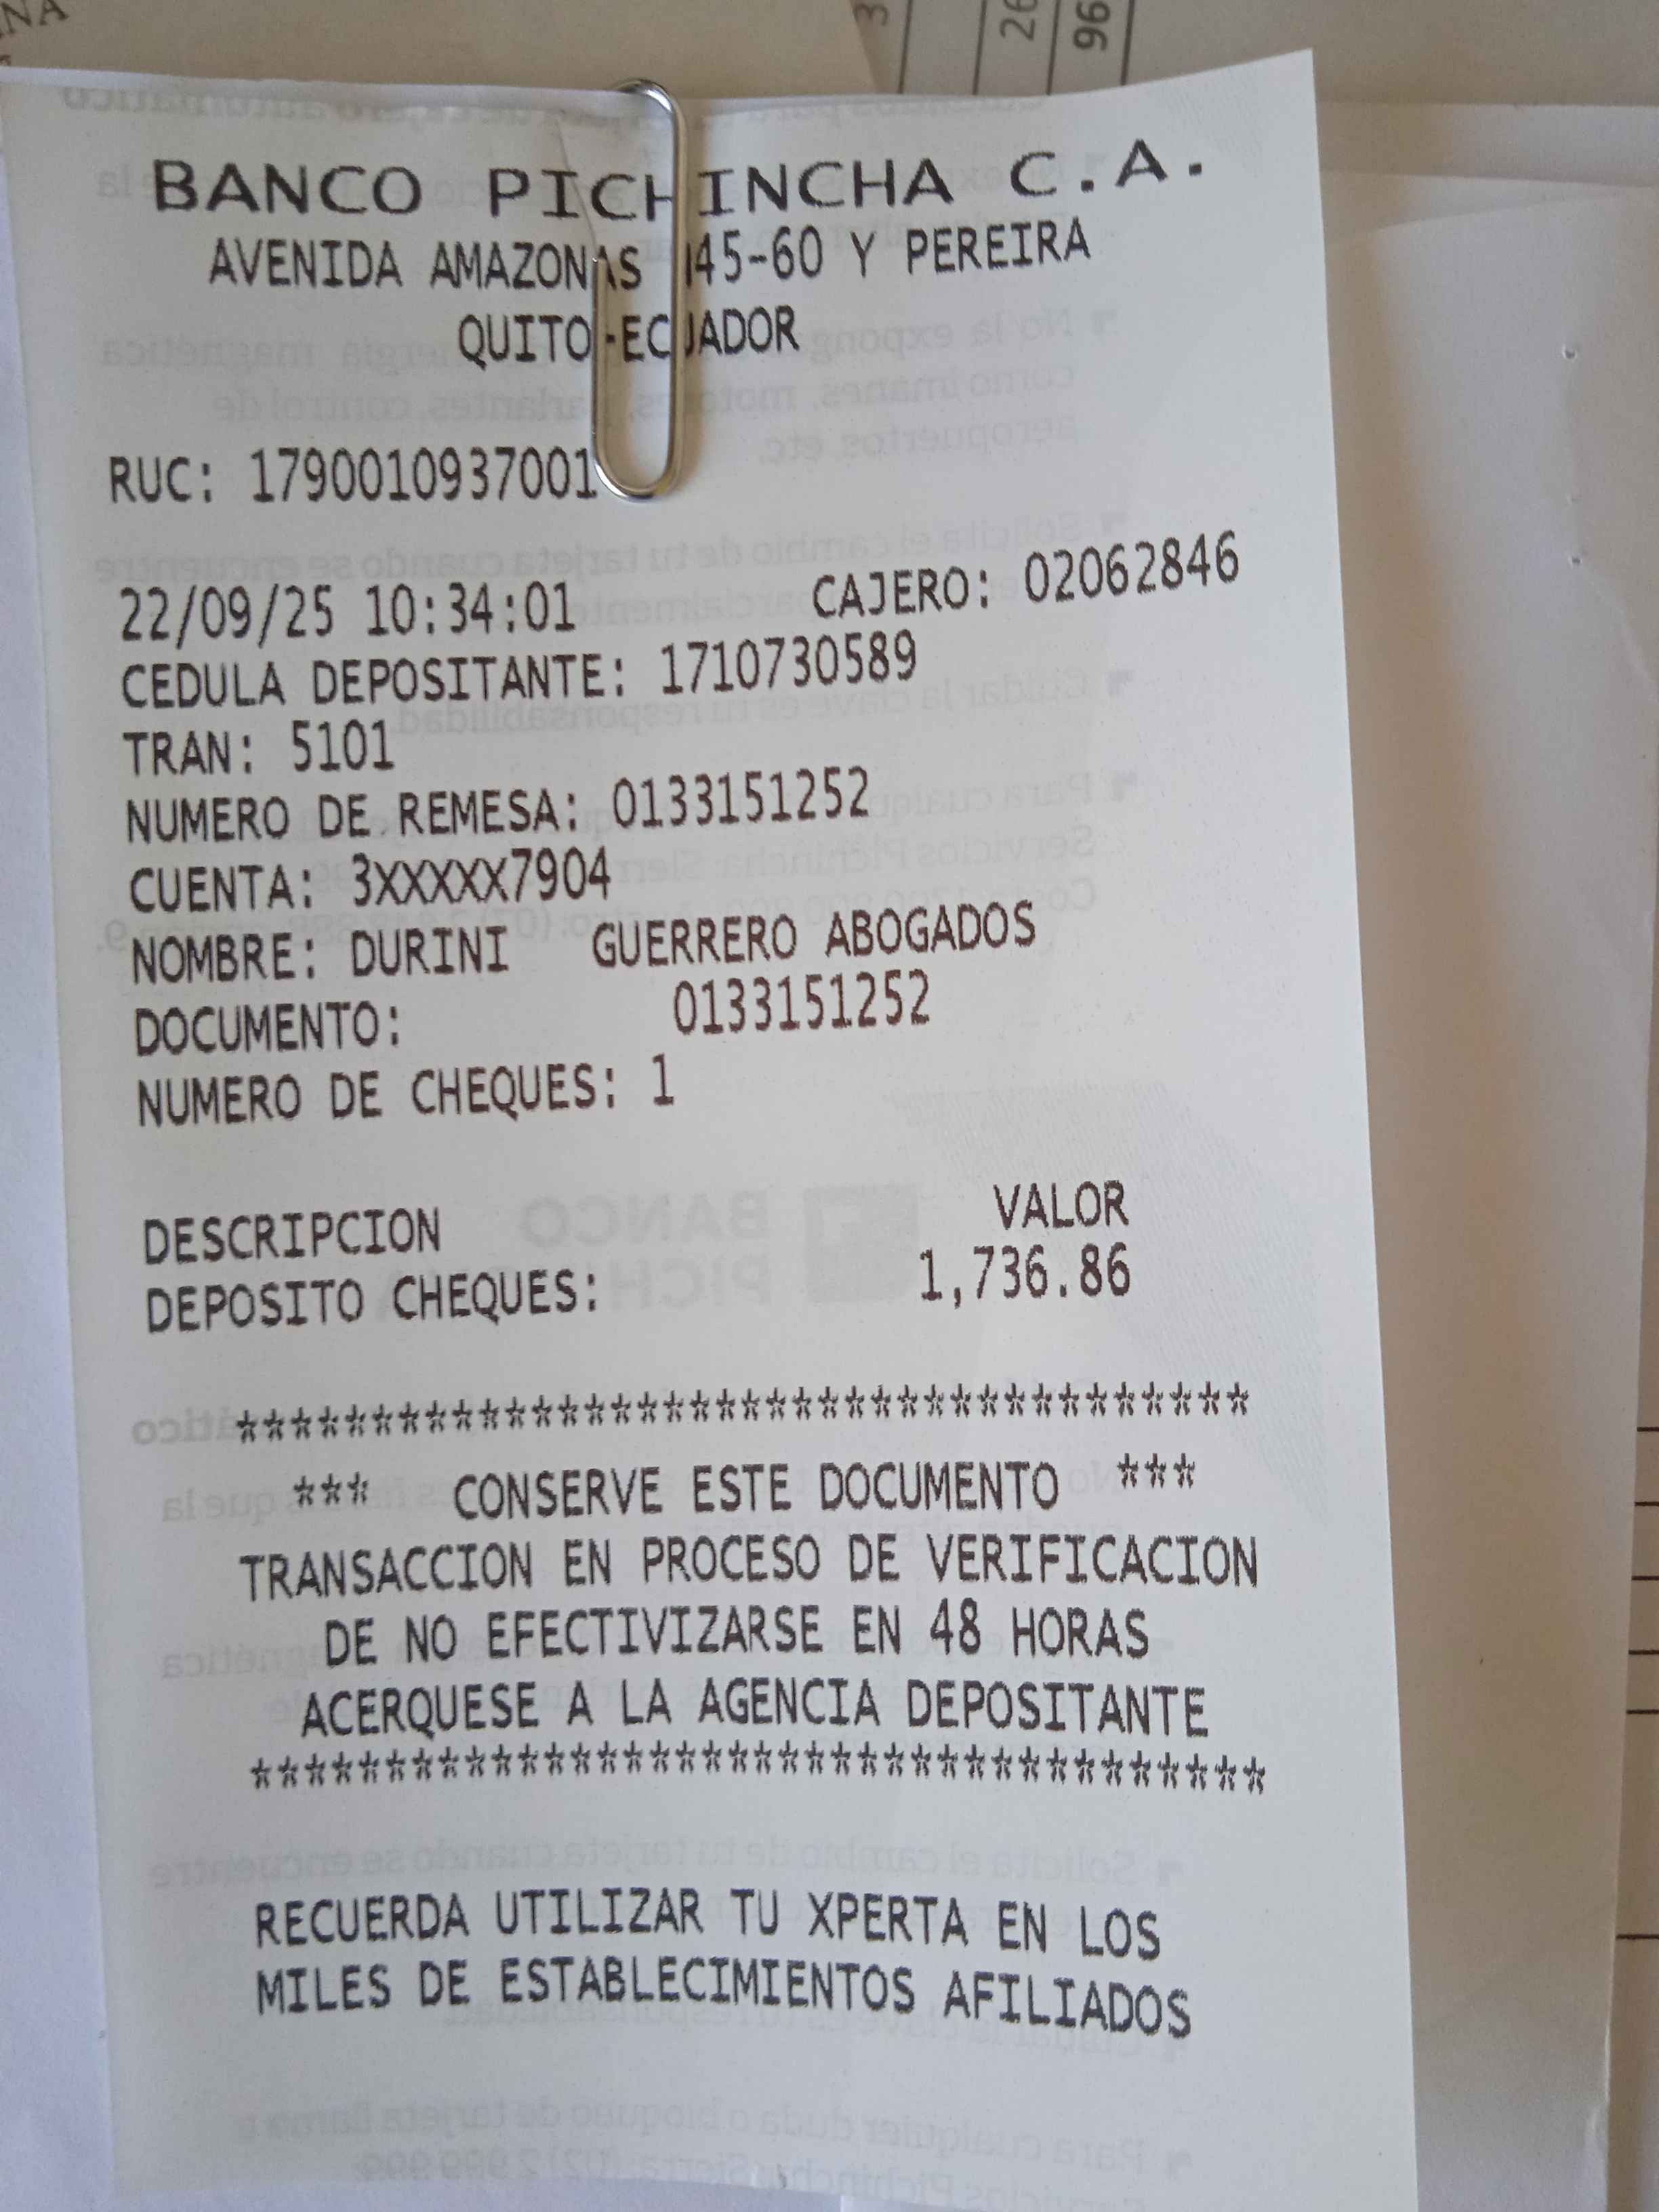 BANCO PICHINCHA C.A.
AVENIDA AMAZONAS 45-60 Y PEREIRA
QUITO-ECUADOR
RUC: 1790010937001
22/09/25 10:34:01 CAJERO: 02062846
CEDULA DEPOSITANTE: 1710730589
TRAN: 5101
NUMERO DE REMESA: 0133151252
CUENTA: 3XXXXX7904
NOMBRE: DURINI GUERRERO ABOGADOS
DOCUMENTO: 0133151252
NUMERO DE CHEQUES: 1
DESCRIPCION VALOR
DEPOSITO CHEQUES: 1,736.86
***************************************
*** CONSERVE ESTE DOCUMENTO ***
TRANSACCION EN PROCESO DE VERIFICACION
DE NO EFECTIVIZARSE EN 48 HORAS
ACERQUESE A LA AGENCIA DEPOSITANTE
***************************************
RECUERDA UTILIZAR TU XPERTA EN LOS
MILES DE ESTABLECIMIENTOS AFILIADOS